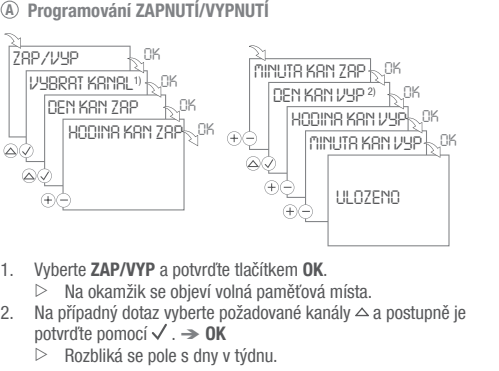 Ⓐ Programování ZAPNUTÍ/VYPNUTÍ
ZAP/VYP OK
VYBRAT KANAL 1) OK
DEN KAN ZAP OK
HODINA KAN ZAP OK
MINUTA KAN ZAP OK
DEN KAN VYP 2) OK
HODINA KAN VYP OK
MINUTA KAN VYP OK
ULOZENO
1. Vyberte ZAP/VYP a potvrďte tlačítkem OK.
▷ Na okamžik se objeví volná paměťová místa.
2. Na případný dotaz vyberte požadované kanály △ a postupně je
potvrďte pomocí ✓ . ➔ OK
▷ Rozbliká se pole s dny v týdnu.